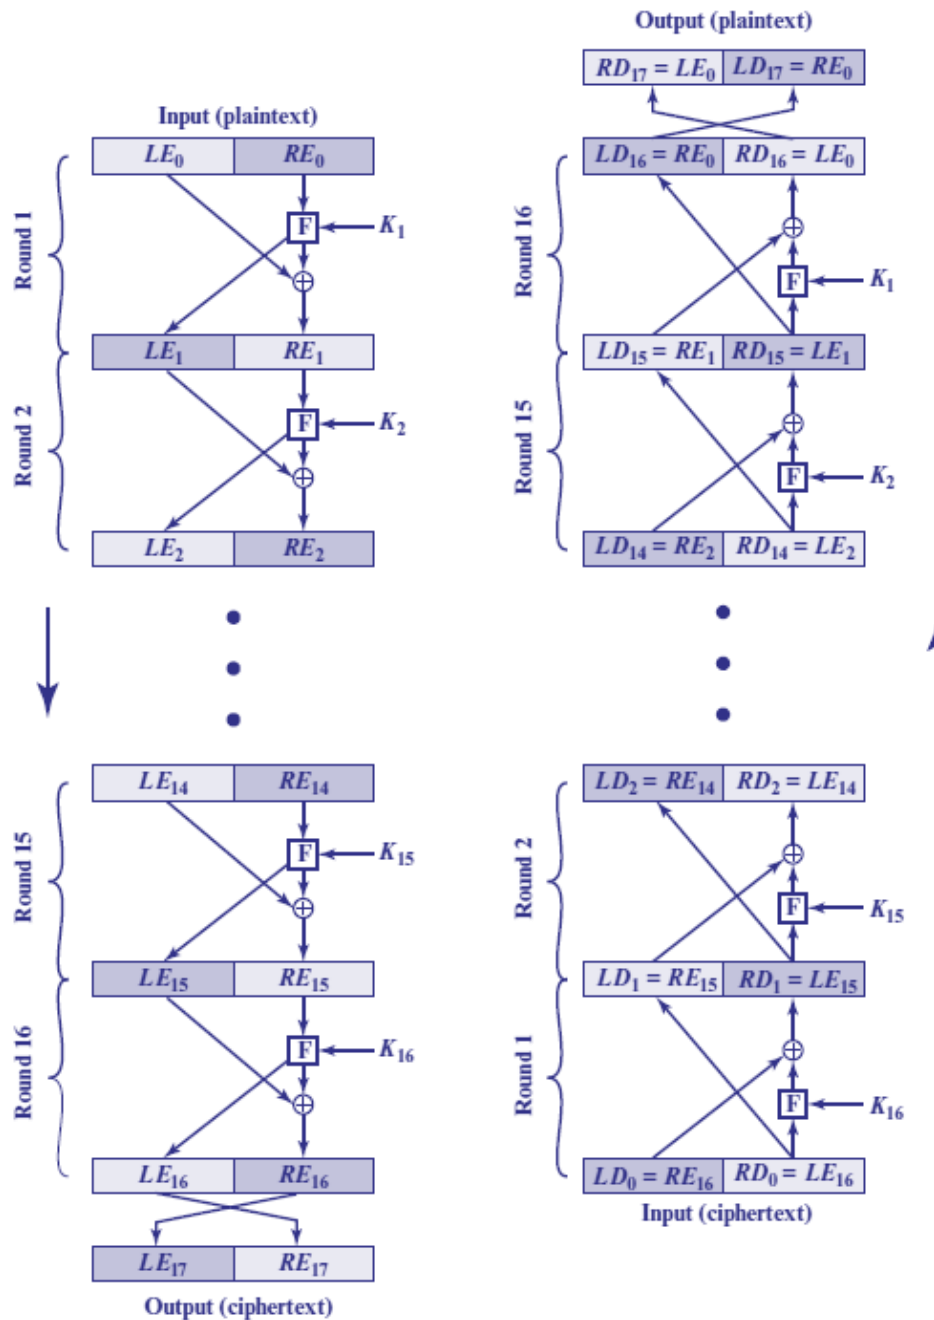 Input (plaintext)
LE₀ RE₀
Round 1
F K₁
LE₁ RE₁
Round 2
F K₂
LE₂ RE₂
LE₁₄ RE₁₄
Round 15
F K₁₅
LE₁₅ RE₁₅
Round 16
F K₁₆
LE₁₆ RE₁₆
LE₁₇ RE₁₇
Output (ciphertext)
Output (plaintext)
RD₁₇ = LE₀ LD₁₇ = RE₀
LD₁₆ = RE₀ RD₁₆ = LE₀
Round 16
F K₁
LD₁₅ = RE₁ RD₁₅ = LE₁
Round 15
F K₂
LD₁₄ = RE₂ RD₁₄ = LE₂
LD₂ = RE₁₄ RD₂ = LE₁₄
Round 2
F K₁₅
LD₁ = RE₁₅ RD₁ = LE₁₅
Round 1
F K₁₆
LD₀ = RE₁₆ RD₀ = LE₁₆
Input (ciphertext)